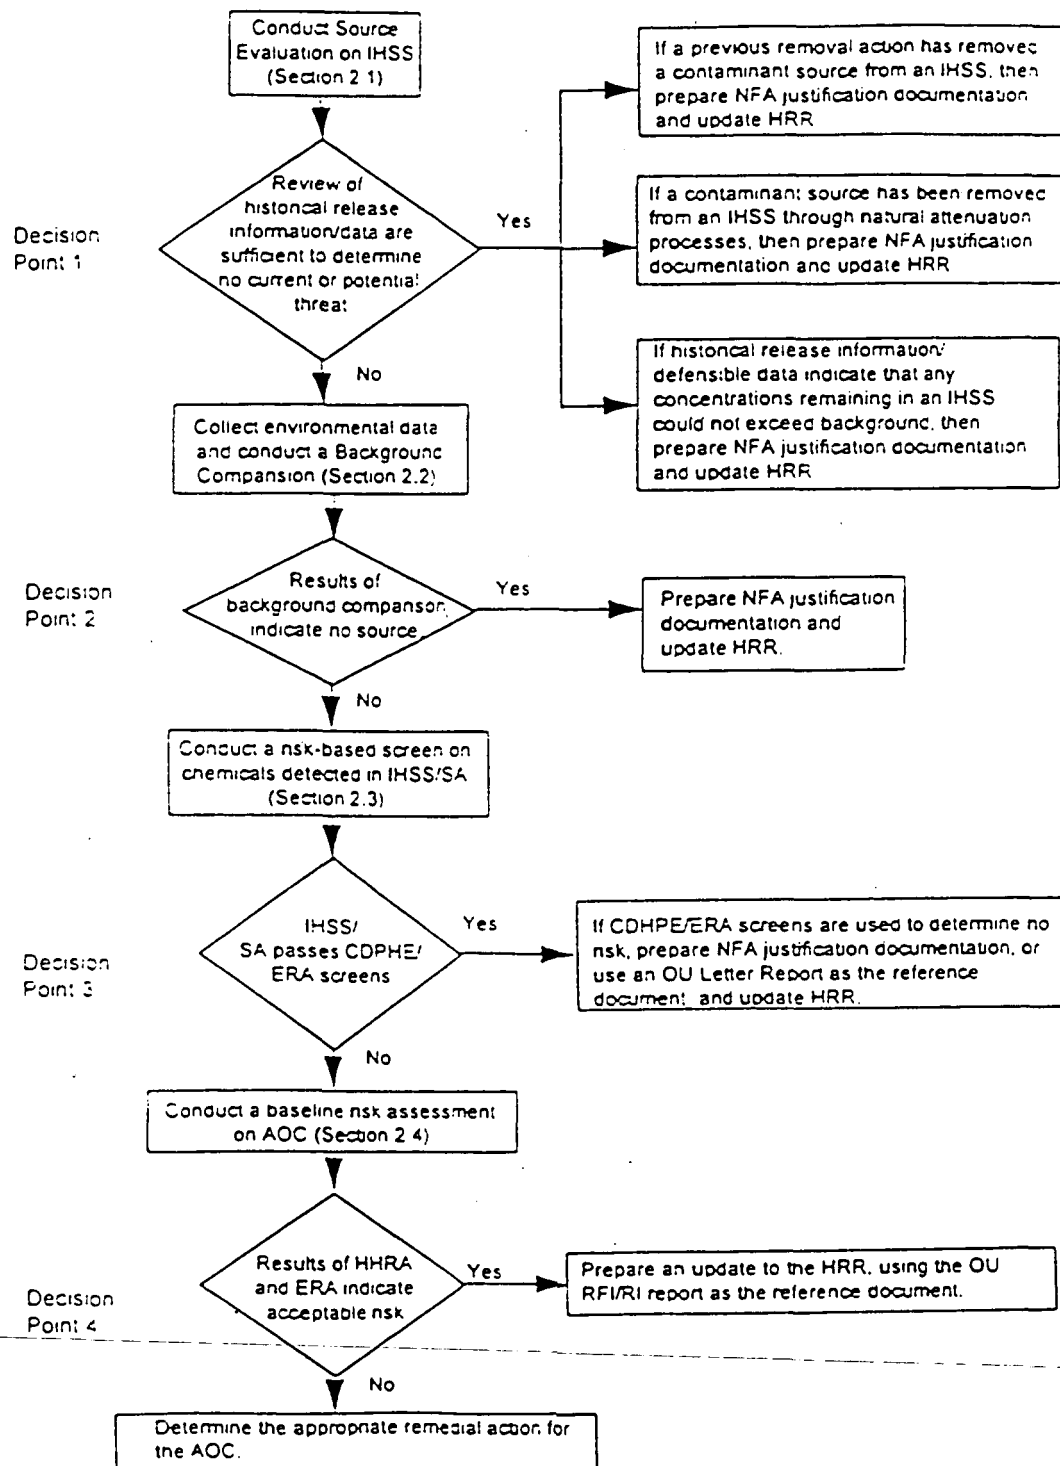 Conduct Source
Evaluation on IHSS
(Section 2 1)
If a previous removal action has removed
a contaminant source from an IHSS, then
prepare NFA justification documentation
and update HRR
Decision
Point 1
Review of
historical release
information/data are
sufficient to determine
no current or potential
threat
Yes
If a contaminant source has been removed
from an IHSS through natural attenuation
processes, then prepare NFA justification
documentation and update HRR
If historical release information/
defensible data indicate that any
concentrations remaining in an IHSS
could not exceed background, then
prepare NFA justification documentation
and update HRR
No
Collect environmental data
and conduct a Background
Comparison (Section 2.2)
Decision
Point 2
Results of
background comparison
indicate no source
Yes
Prepare NFA justification
documentation and
update HRR.
No
Conduct a risk-based screen on
chemicals detected in IHSS/SA
(Section 2.3)
Decision
Point 3
IHSS/
SA passes CDPHE/
ERA screens
Yes
If CDHPE/ERA screens are used to determine no
risk, prepare NFA justification documentation, or
use an OU Letter Report as the reference
document and update HRR.
No
Conduct a baseline risk assessment
on AOC (Section 2 4)
Decision
Point 4
Results of HHRA
and ERA indicate
acceptable risk
Yes
Prepare an update to the HRR, using the OU
RFI/RI report as the reference document.
No
Determine the appropriate remedial action for
the AOC.